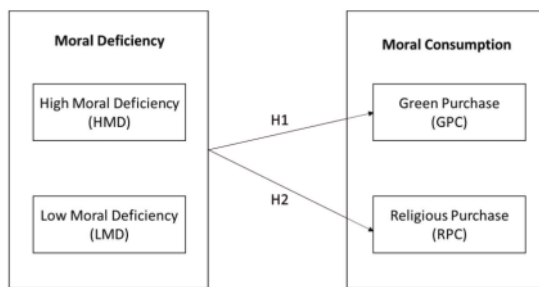 Moral Deficiency
High Moral Deficiency
(HMD)
Low Moral Deficiency
(LMD)
H1
H2
Moral Consumption
Green Purchase
(GPC)
Religious Purchase
(RPC)